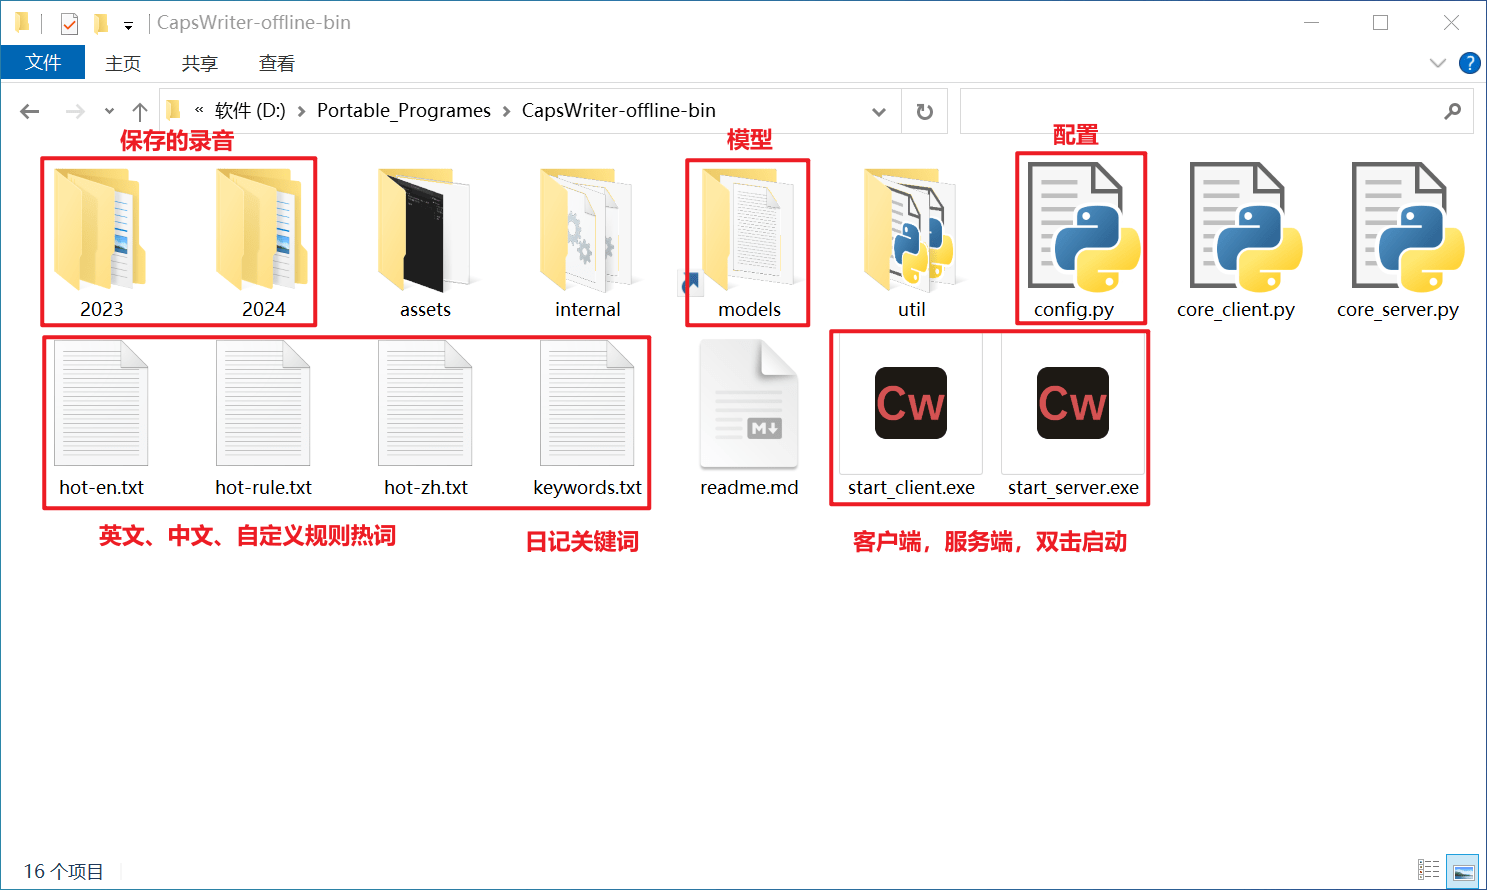 CapsWriter-offline-bin
文件 主页 共享 查看
« 软件 (D:) › Portable_Programes › CapsWriter-offline-bin
保存的录音 模型 配置
2023 2024 assets internal models util config.py core_client.py core_server.py
Cw Cw
M
hot-en.txt hot-rule.txt hot-zh.txt keywords.txt readme.md start_client.exe start_server.exe
英文、中文、自定义规则热词 日记关键词 客户端，服务端，双击启动
16 个项目